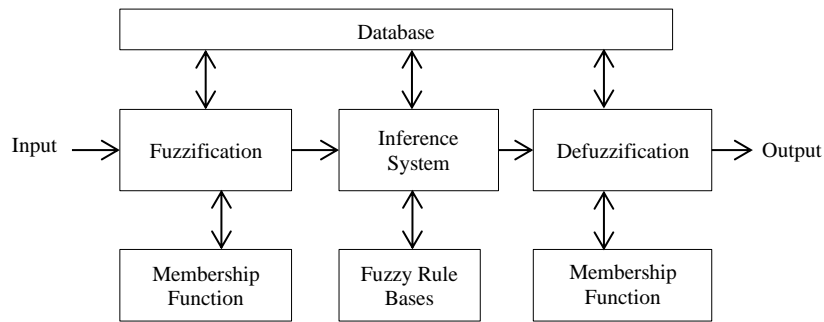 Database
Input
Fuzzification
Inference
System
Defuzzification
Output
Membership
Function
Fuzzy Rule
Bases
Membership
Function